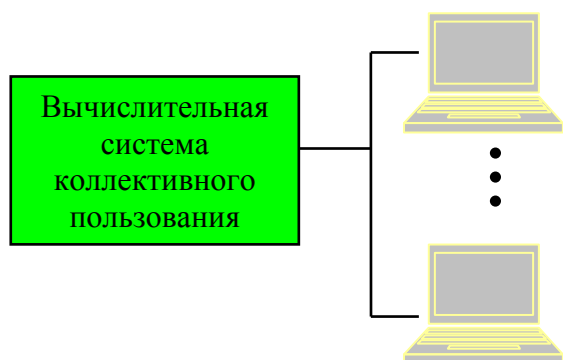 Вычислительная
система
коллективного
пользования